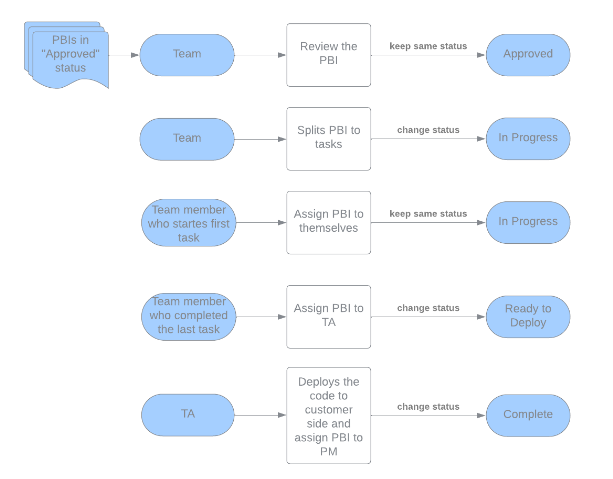 PBIs in
"Approved"
status
Team
Review the
PBI
keep same status
Approved
Team
Splits PBI to
tasks
change status
In Progress
Team member
who startes first
task
Assign PBI to
themselves
keep same status
In Progress
Team member
who completed
the last task
Assign PBI to
TA
change status
Ready to
Deploy
TA
Deploys the
code to
customer
side and
assign PBI to
PM
change status
Complete